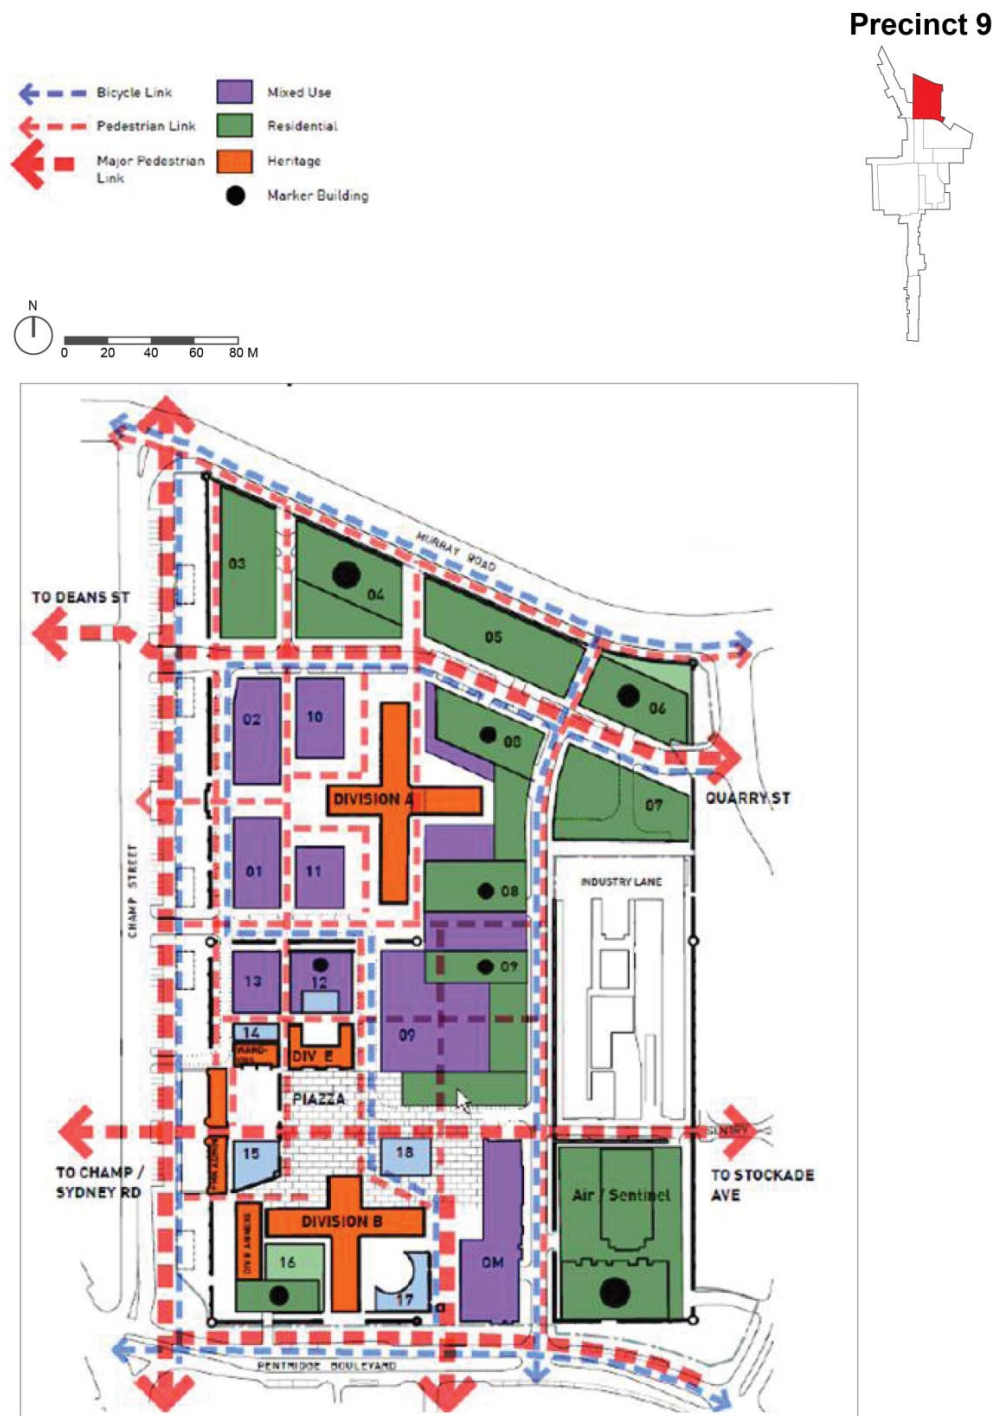 Precinct 9
Bicycle Link
Mixed Use
Pedestrian Link
Residential
Major Pedestrian
Link
Heritage
Marker Building
N
0 20 40 60 80 M
MURRAY ROAD
TO DEANS ST
03
04
05
06
02
10
08
DIVISION A
QUARRY ST
07
CHAMP STREET
01
11
08
INDUSTRY LANE
13
12
09
14
DIV E
09
PIAZZA
SENTRY
TO CHAMP /
SYDNEY RD
15
18
TO STOCKADE
AVE
Air / Sentinel
DIVISION B
16
17
QM
PENTRIDGE BOULEVARD